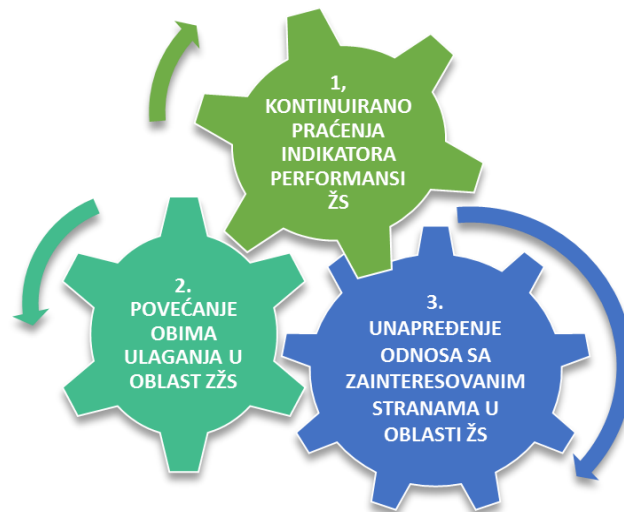 1,
KONTINUIRANO
PRAĆENJA
INDIKATORA
PERFORMANSI
ŽS
2.
POVEĆANJE
OBIMA
ULAGANJA U
OBLAST ZŽS
3.
UNAPREĐENJE
ODNOSA SA
ZAINTERESOVANIM
STRANAMA U
OBLASTI ŽS